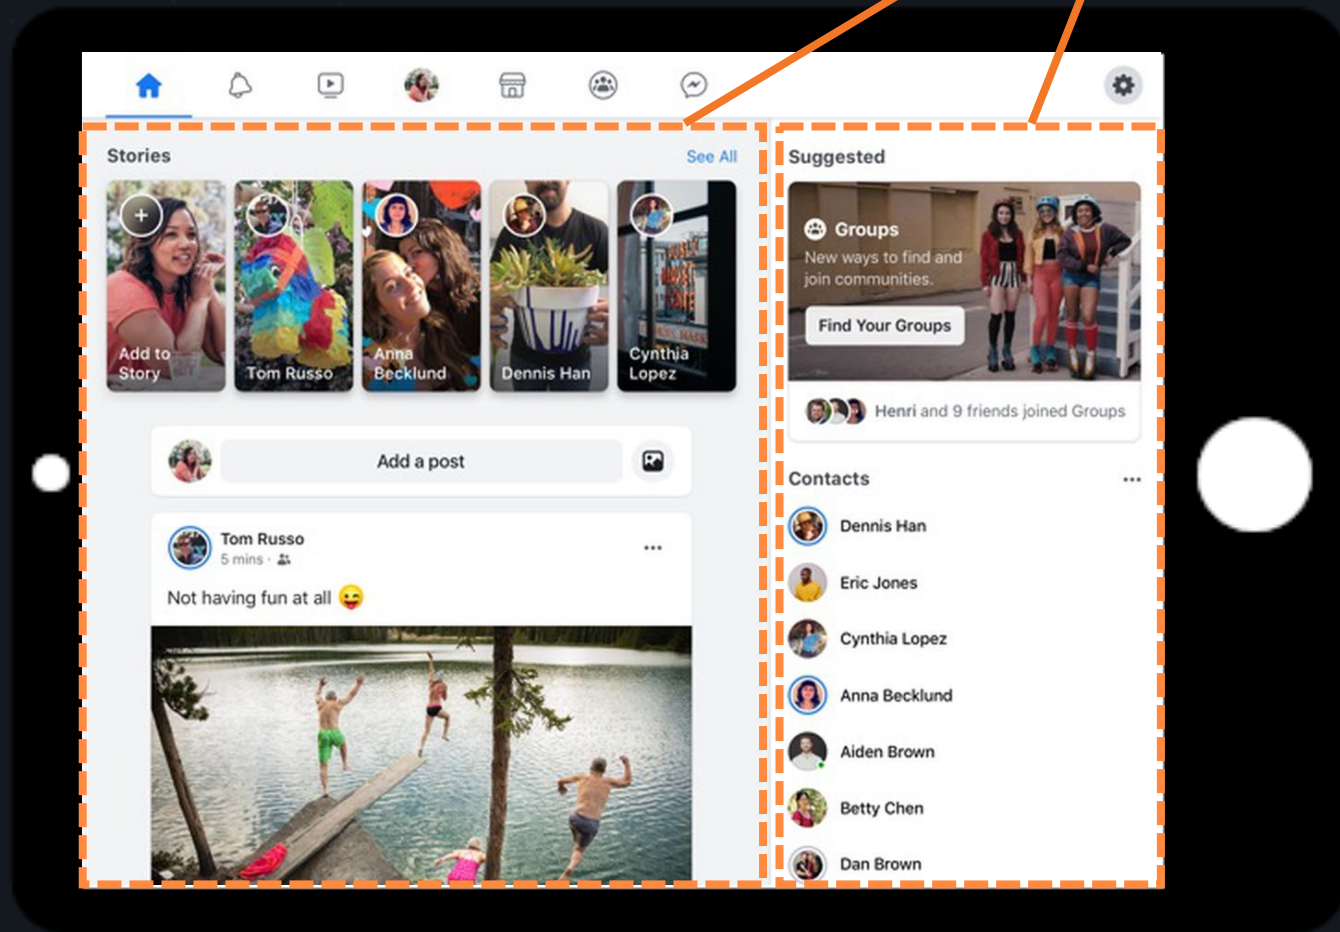 Stories
See All
Add to
Story
Tom Russo
Anna
Becklund
Dennis Han
Cynthia
Lopez
Add a post
Tom Russo
5 mins ·
Not having fun at all 😜
Suggested
Groups
New ways to find and
join communities.
Find Your Groups
Henri and 9 friends joined Groups
Contacts
Dennis Han
Eric Jones
Cynthia Lopez
Anna Becklund
Aiden Brown
Betty Chen
Dan Brown